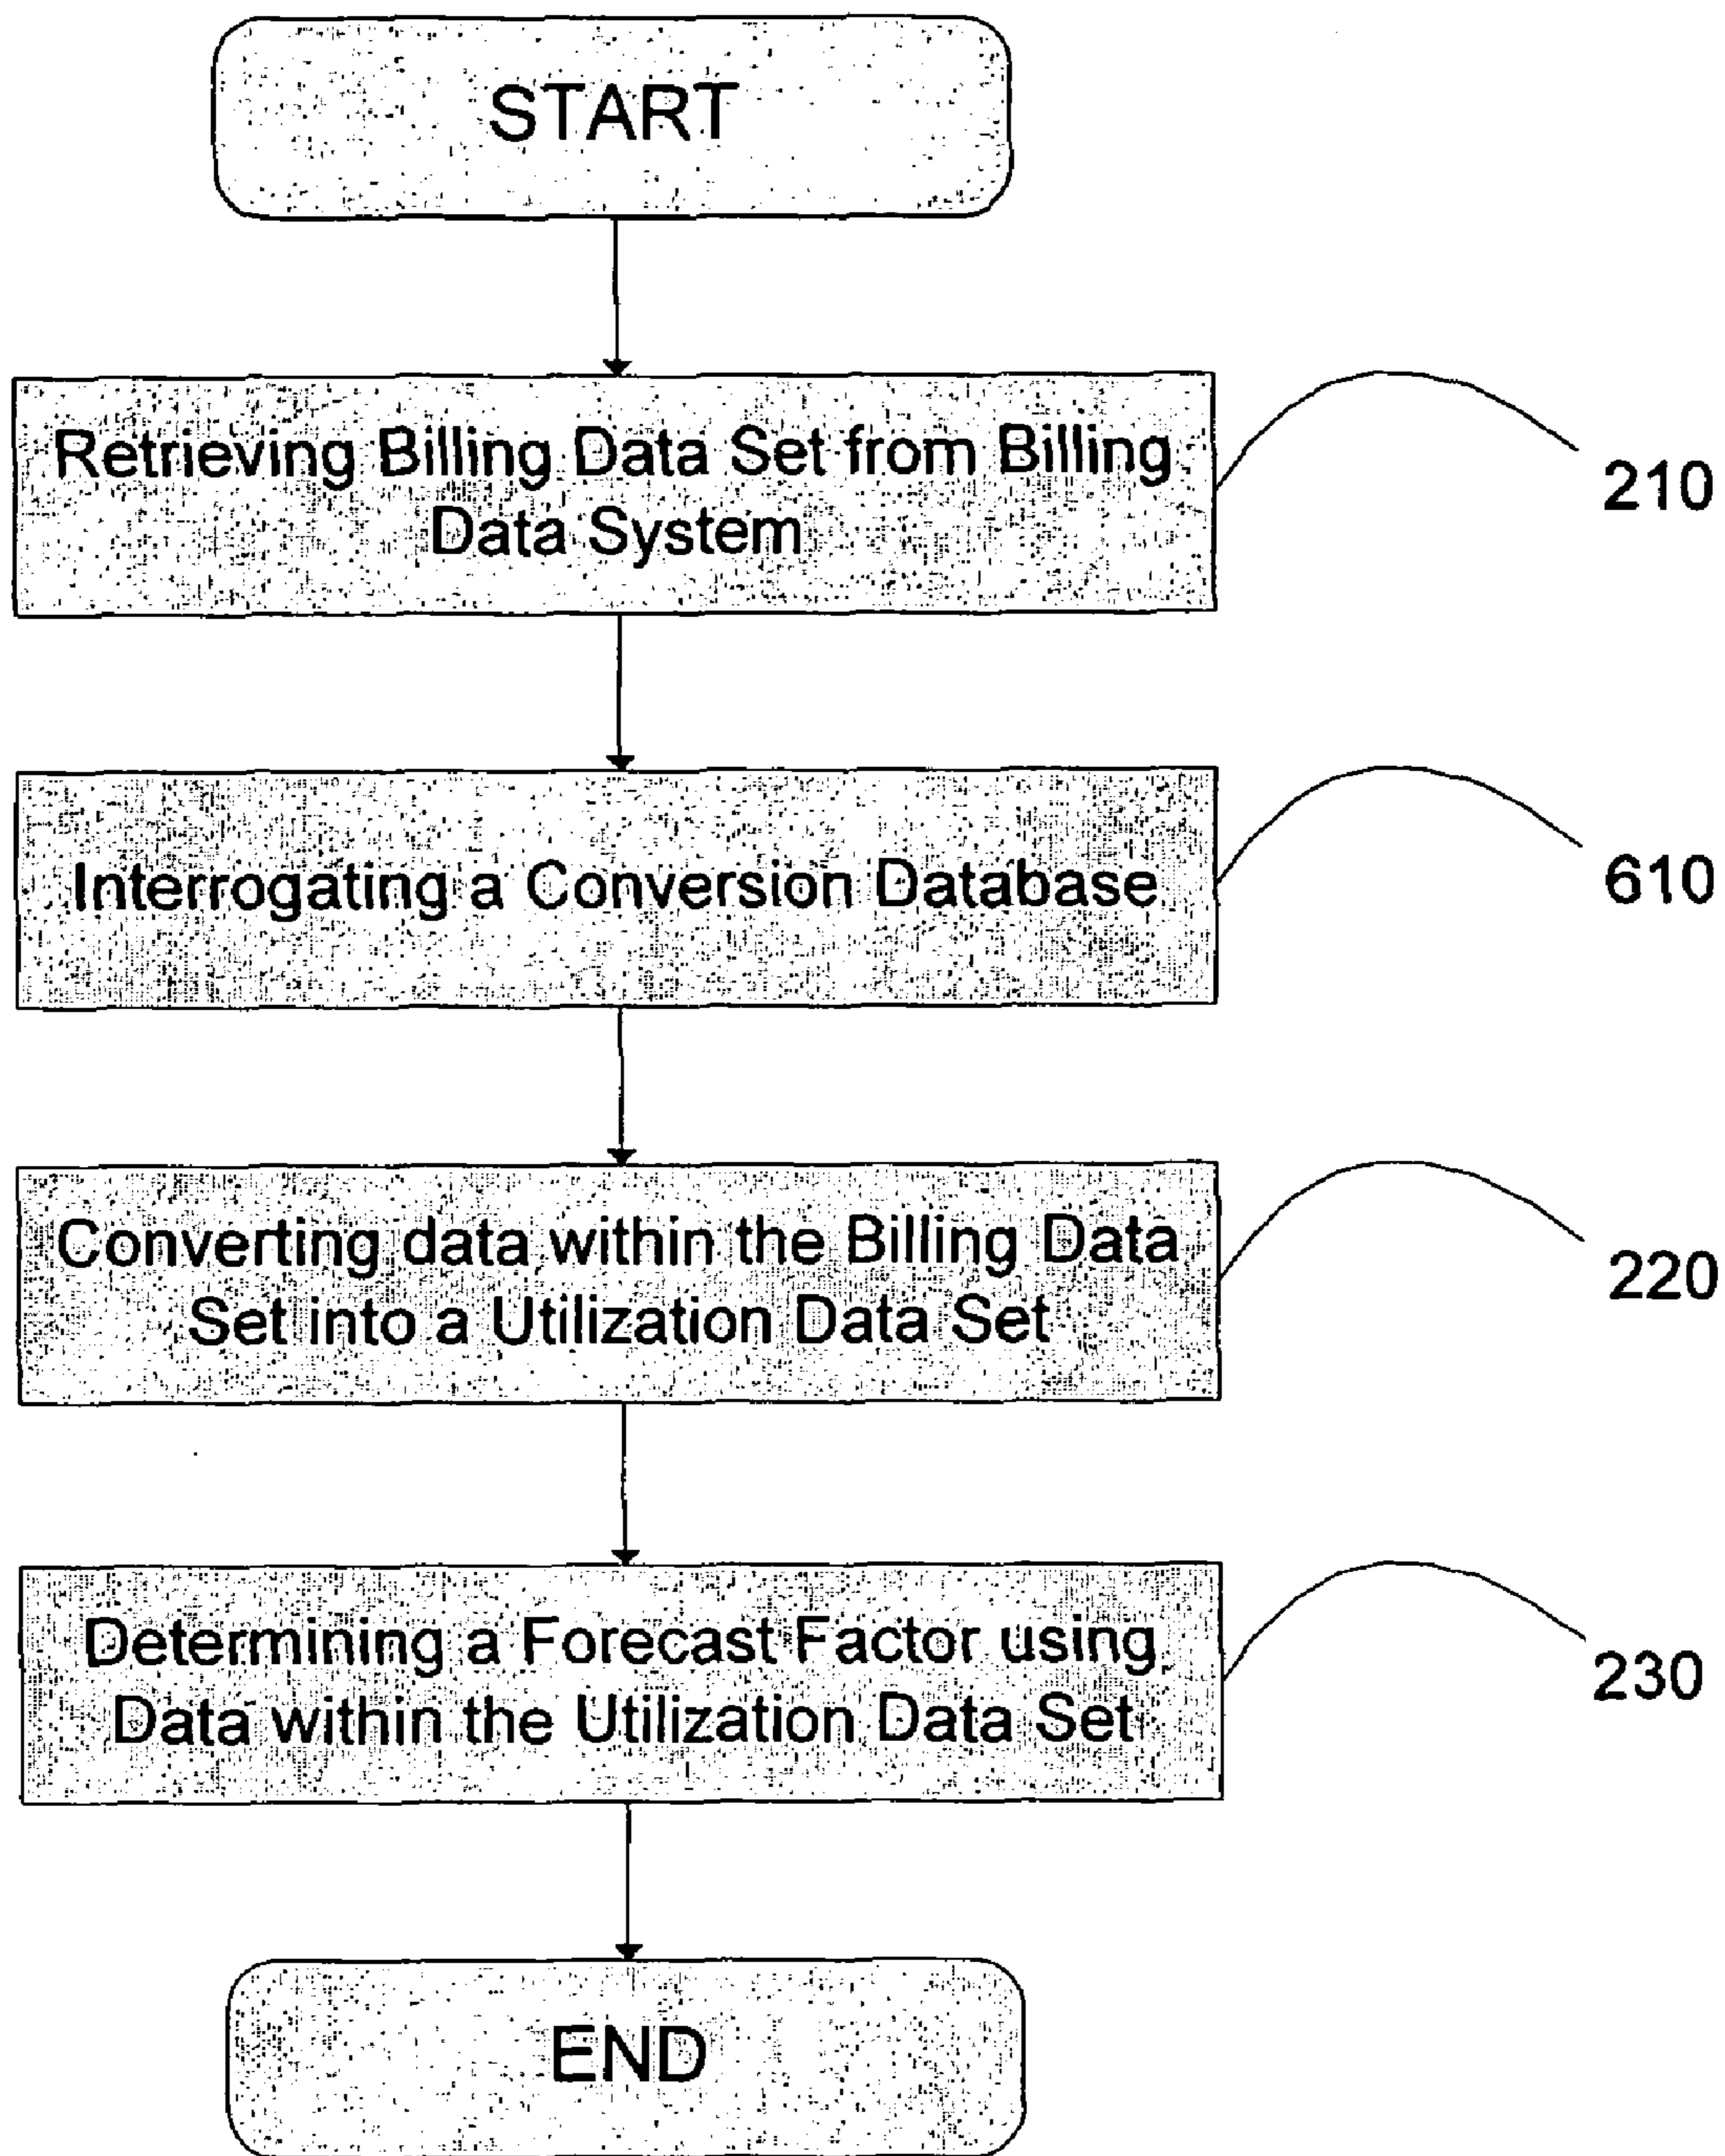 START
Retrieving Billing Data Set from Billing
Data System
210
Interrogating a Conversion Database
610
Converting data within the Billing Data
Set into a Utilization Data Set
220
Determining a Forecast Factor using
Data within the Utilization Data Set
230
END